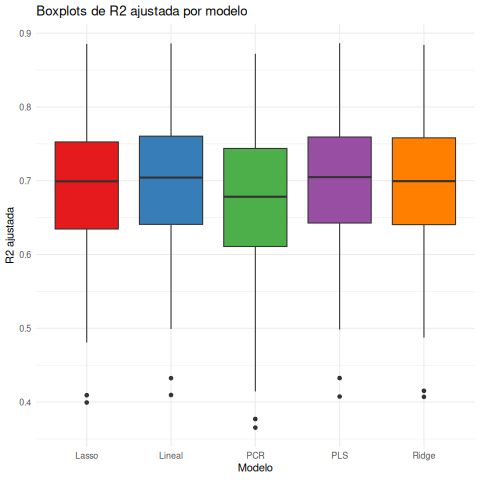 Boxplots de R2 ajustada por modelo
R2 ajustada
0.9
0.8
0.7
0.6
0.5
0.4
Lasso
Lineal
PCR
PLS
Ridge
Modelo